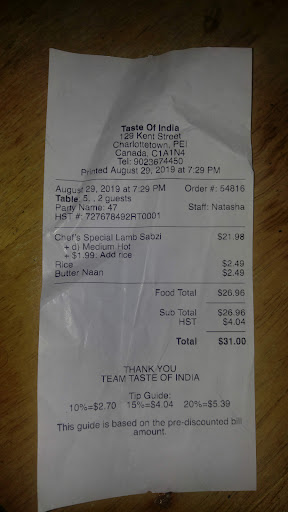 Taste Of India
129 Kent Street
Charlottetown, PEI
Canada, C1A1N4
Tel: 9023674450
Printed August 29, 2019 at 7:29 PM
August 29, 2019 at 7:29 PM Order #: 54816
Table: 5, , 2 guests
Party Name: 47 Staff: Natesha
HST #: 727678492RT0001
Chef's Special Lamb Sabzi $21.98
+ d) Medium Hot
+ $1.99: Add rice
Rice $2.49
Butter Naan $2.49
Food Total $26.96
Sub Total $26.96
HST $4.04
Total $31.00
THANK YOU
TEAM TASTE OF INDIA
Tip Guide:
10%=$2.70 15%=$4.04 20%=$5.39
This guide is based on the pre-discounted bill
amount.